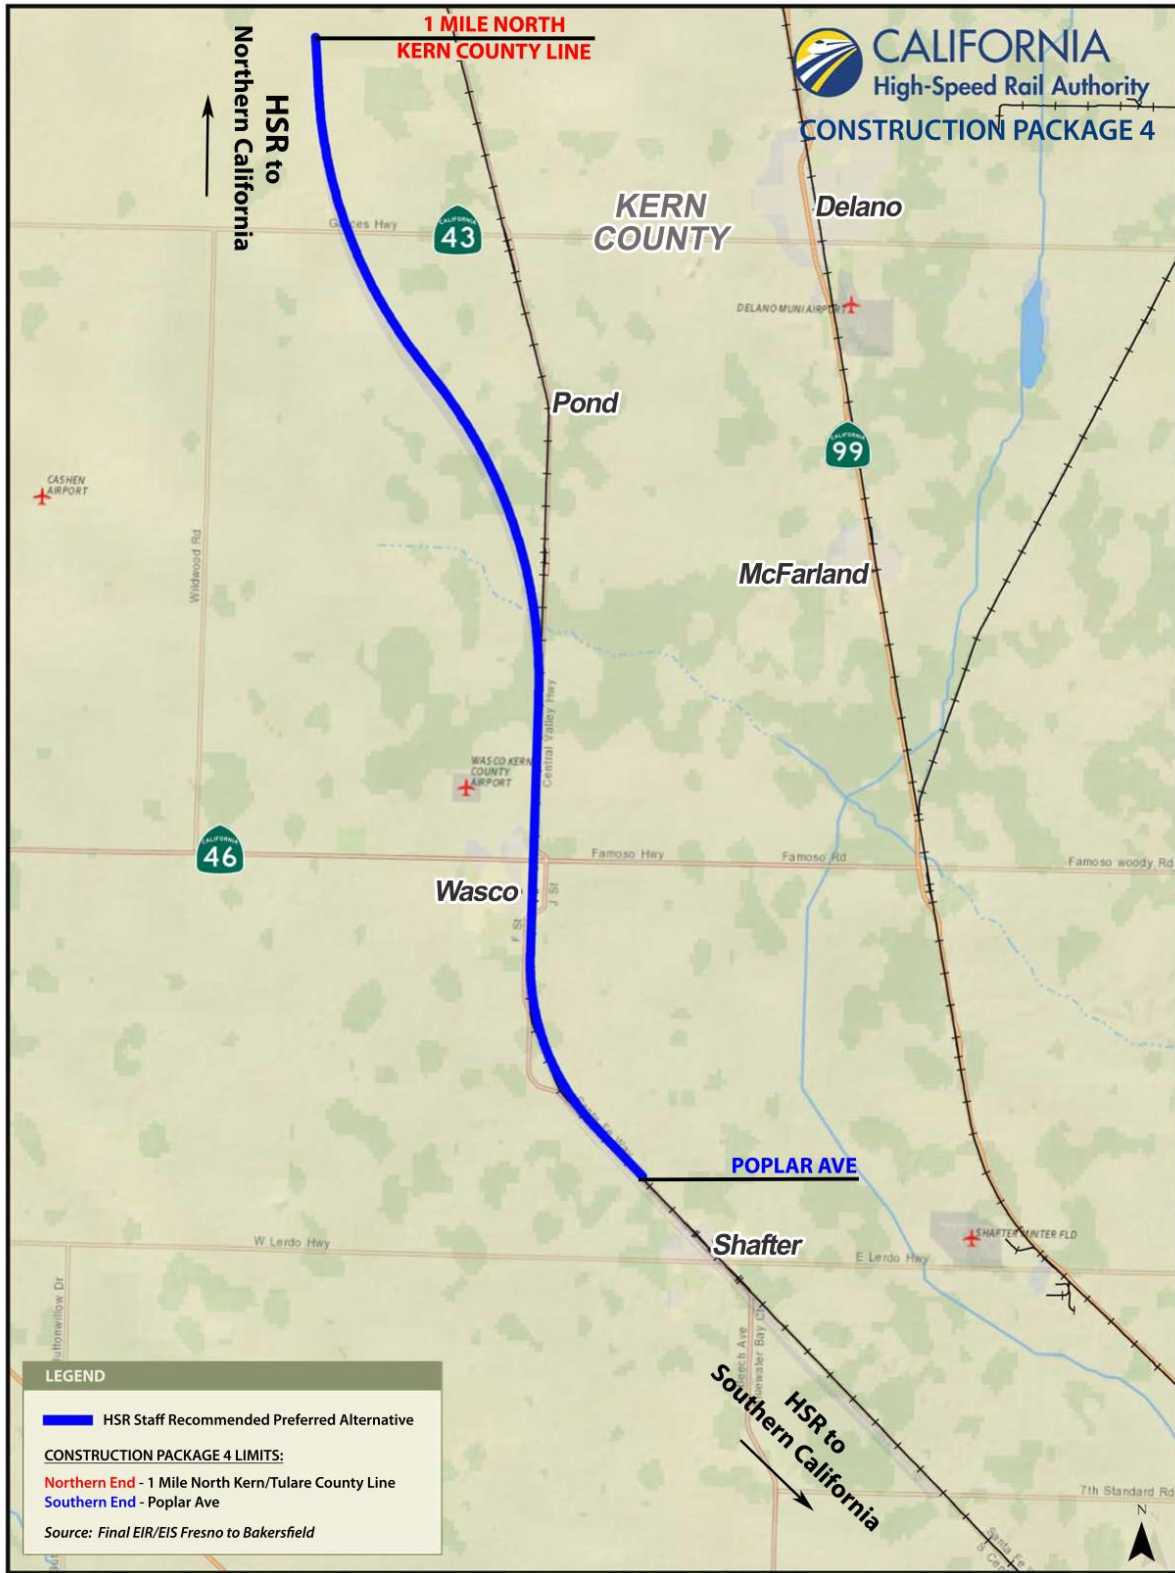 1 MILE NORTH
KERN COUNTY LINE
CALIFORNIA
High-Speed Rail Authority
CONSTRUCTION PACKAGE 4
HSR to
Northern California
KERN
COUNTY
Delano
CALIFORNIA
43
DELANO MUNI AIRPORT
Pond
CALIFORNIA
99
CASHEN
AIRPORT
Wildwood Rd
McFarland
Central Valley Hwy
WASCO KERN
COUNTY
AIRPORT
CALIFORNIA
46
Famoso Hwy
Famoso Rd
Famoso woody Rd
Wasco
J St
F St
POPLAR AVE
W Lerdo Hwy
Shafter
E Lerdo Hwy
SHAFTER MINTER FLD
HSR to
Southern California
7th Standard Rd
N
LEGEND
HSR Staff Recommended Preferred Alternative
CONSTRUCTION PACKAGE 4 LIMITS:
Northern End - 1 Mile North Kern/Tulare County Line
Southern End - Poplar Ave
Source: Final EIR/EIS Fresno to Bakersfield